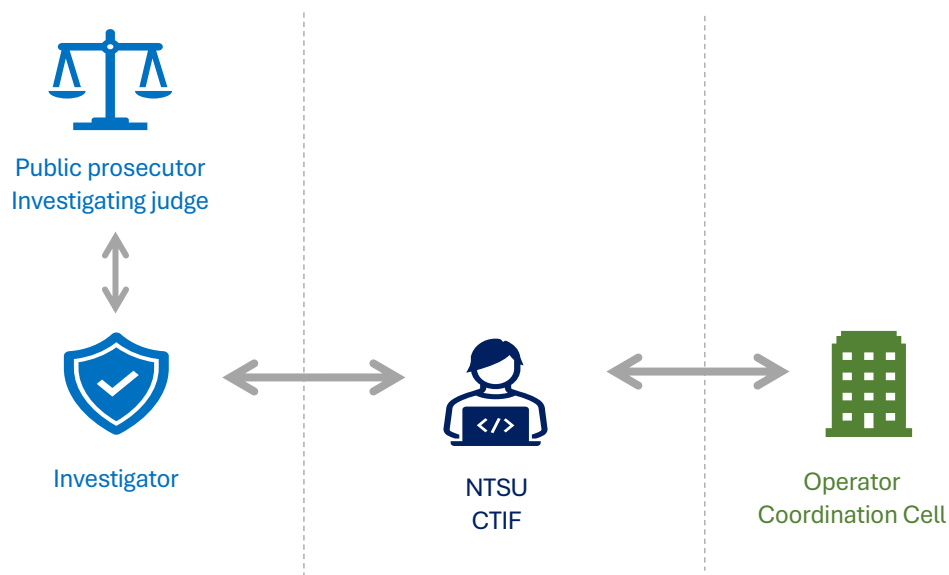 Public prosecutor
Investigating judge
Investigator
</>
NTSU
CTIF
Operator
Coordination Cell